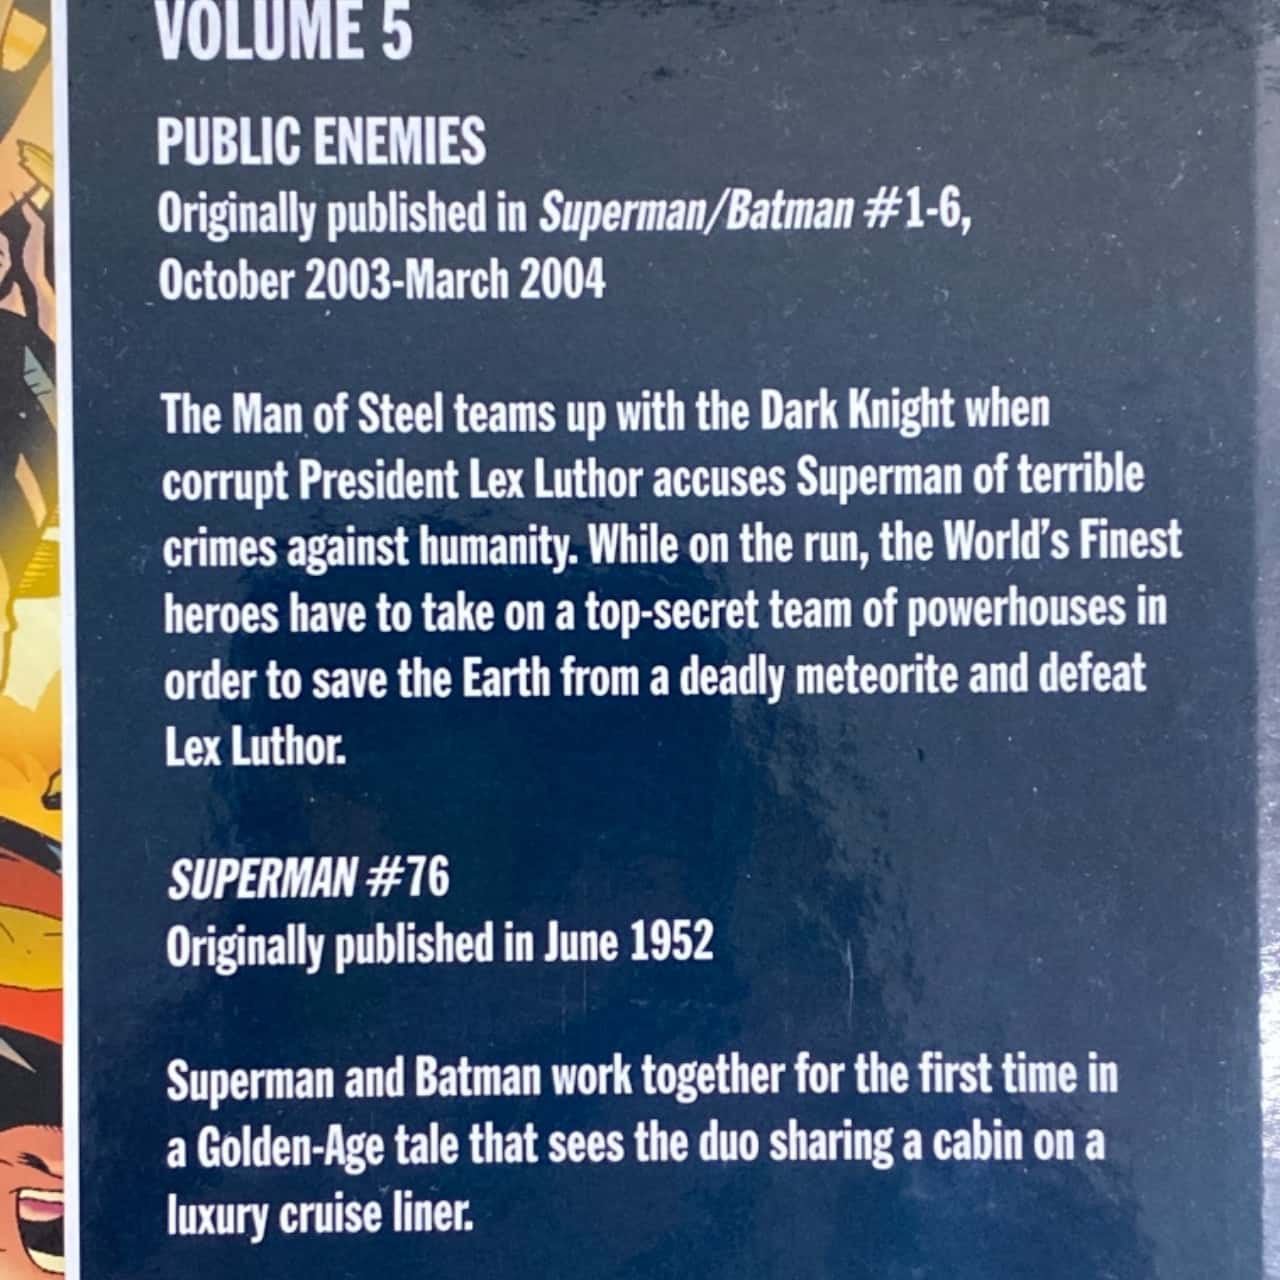 VOLUME 5
PUBLIC ENEMIES
Originally published in Superman/Batman #1-6,
October 2003-March 2004
The Man of Steel teams up with the Dark Knight when
corrupt President Lex Luthor accuses Superman of terrible
crimes against humanity. While on the run, the World's Finest
heroes have to take on a top-secret team of powerhouses in
order to save the Earth from a deadly meteorite and defeat
Lex Luthor.
SUPERMAN #76
Originally published in June 1952
Superman and Batman work together for the first time in
a Golden-Age tale that sees the duo sharing a cabin on a
luxury cruise liner.